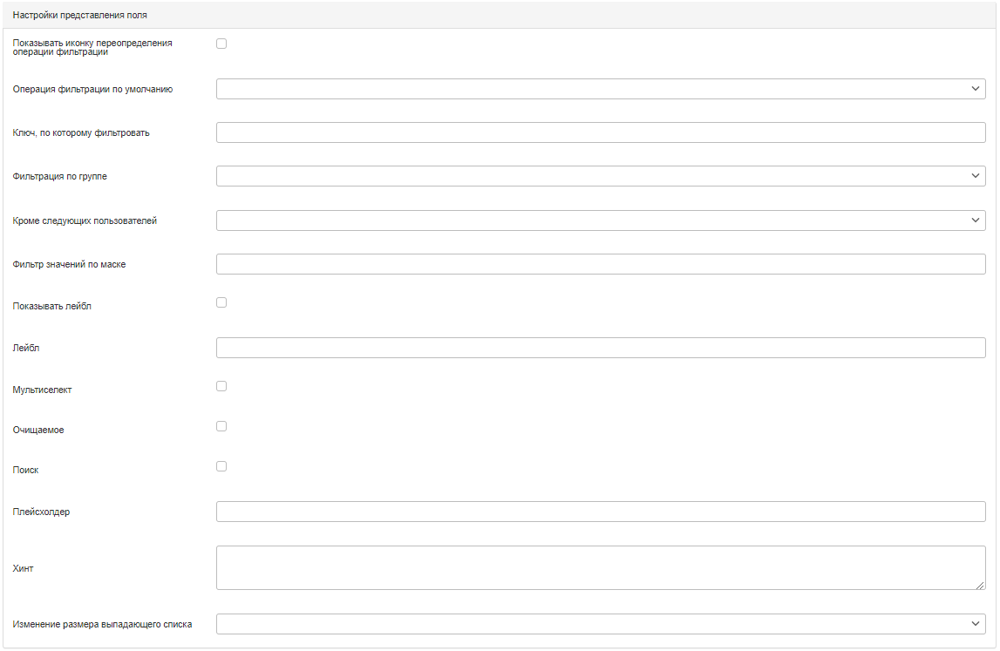 Настройки представления поля
Показывать иконку переопределения
операции фильтрации
Операция фильтрации по умолчанию
Ключ, по которому фильтровать
Фильтрация по группе
Кроме следующих пользователей
Фильтр значений по маске
Показывать лейбл
Лейбл
Мультиселект
Очищаемое
Поиск
Плейсхолдер
Хинт
Изменение размера выпадающего списка